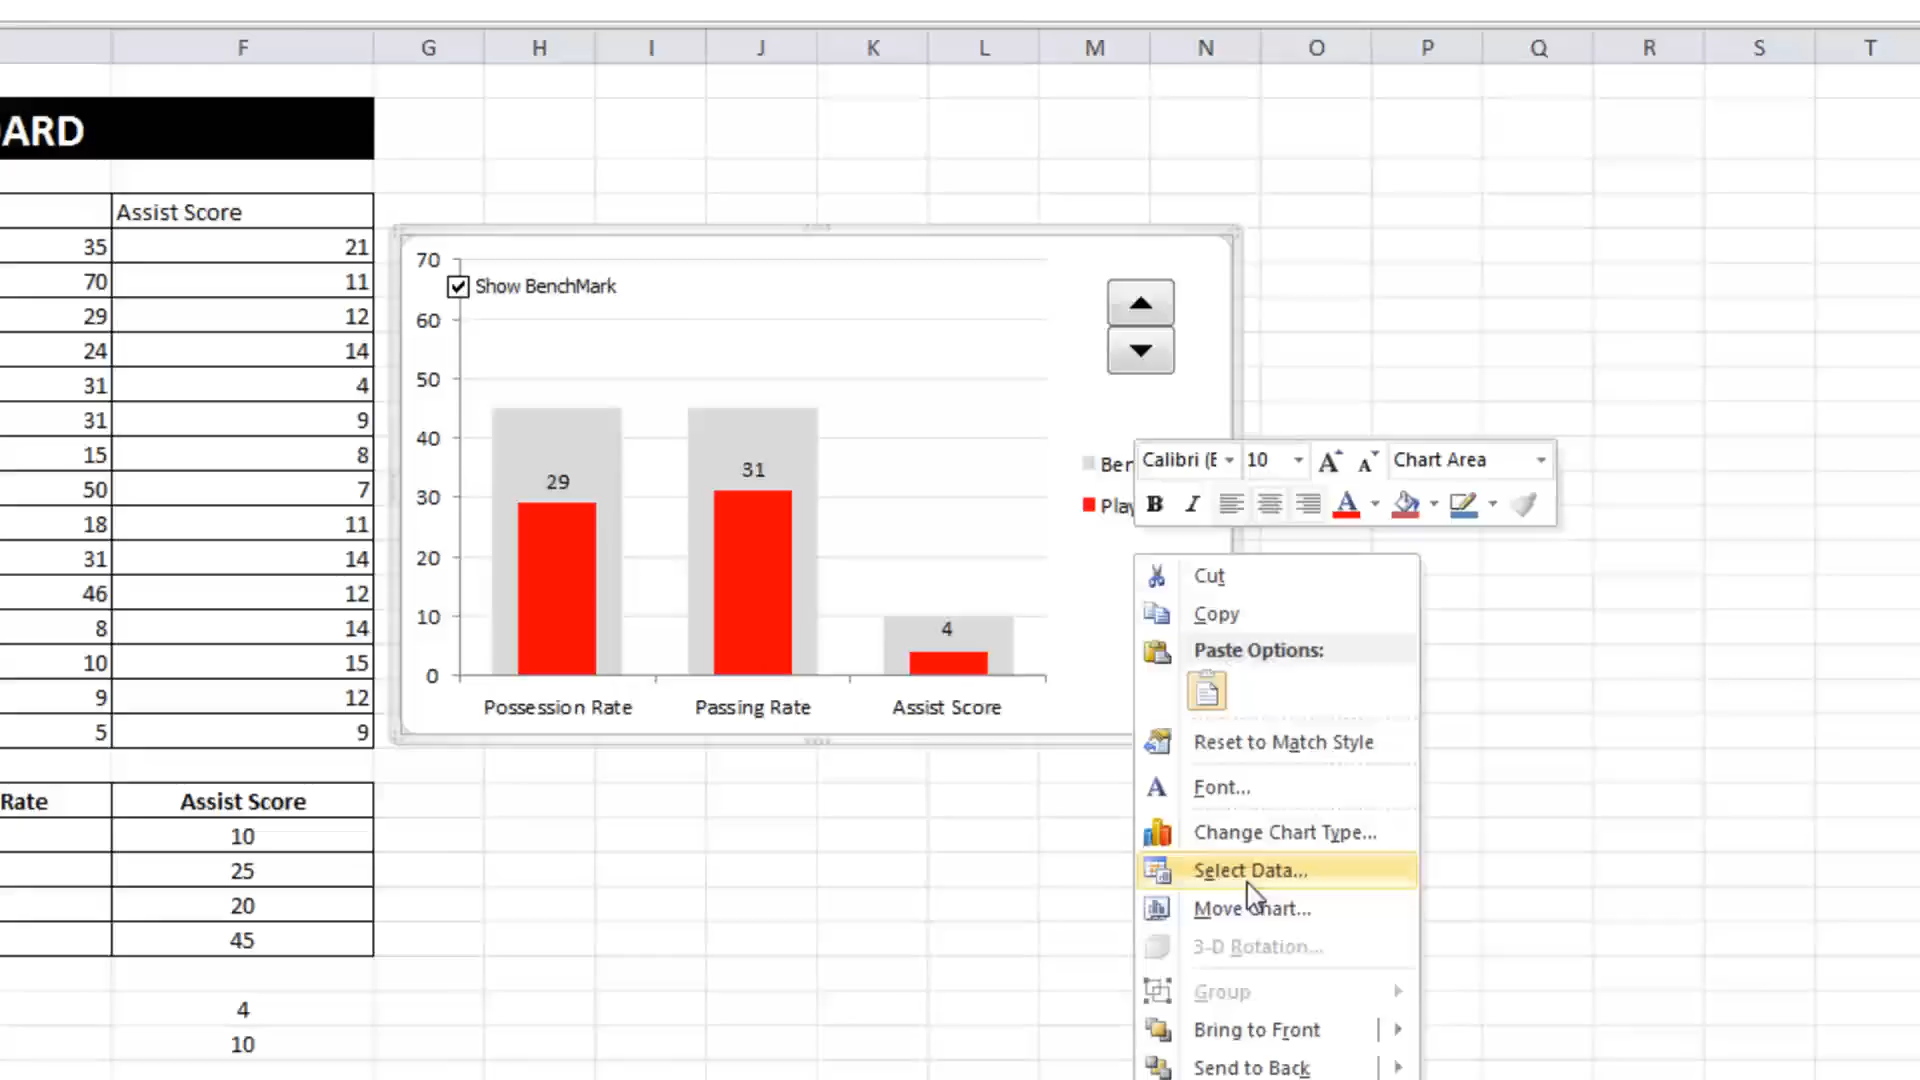 F G H I J K L M N O P Q R S T
ARD
Assist Score
35 21
70 11
29 12
24 14
31 4
31 9
15 8
50 7
18 11
31 14
46 12
8 14
10 15
9 12
5 9
Rate Assist Score
10
25
20
45
4
10
70
60
50
40
30
20
10
0
Show BenchMark
29
31
4
Possession Rate Passing Rate Assist Score
Ben
Play
Calibri (E 10 A A Chart Area
B I A
Cut
Copy
Paste Options:
Reset to Match Style
A Font...
Change Chart Type...
Select Data...
Move Chart...
3-D Rotation...
Group
Bring to Front
Send to Back